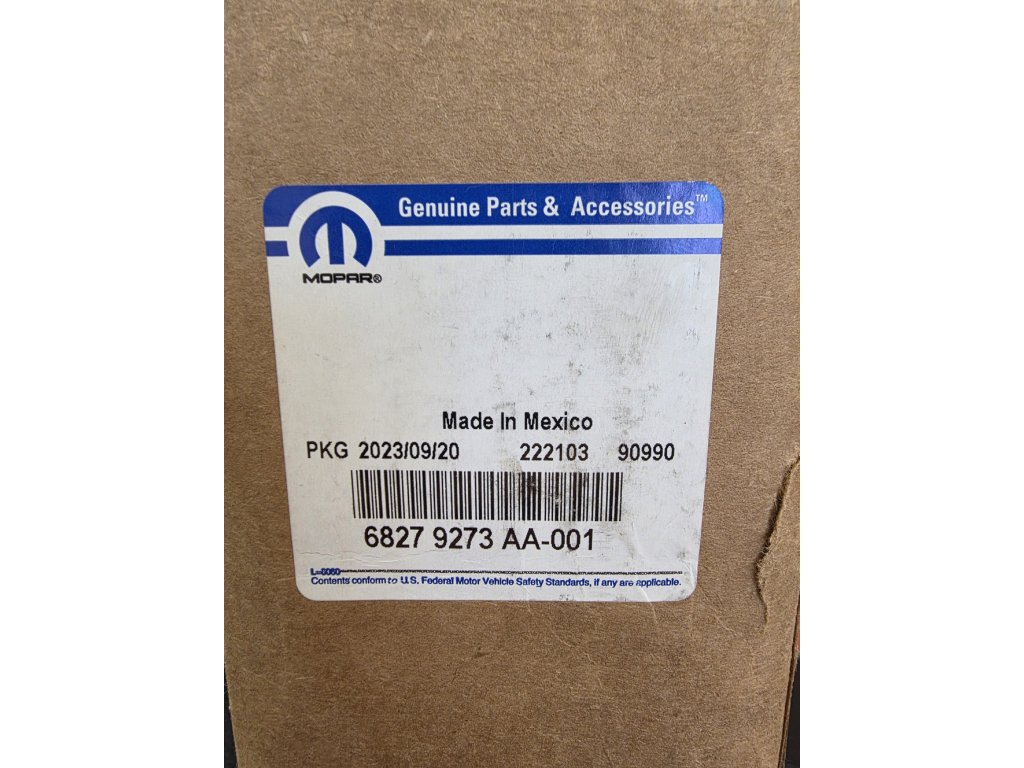 Genuine Parts & Accessories™
MOPAR®
Made In Mexico
PKG 2023/09/20 222103 90990
6827 9273 AA-001
Contents conform to U.S. Federal Motor Vehicle Safety Standards, if any are applicable.